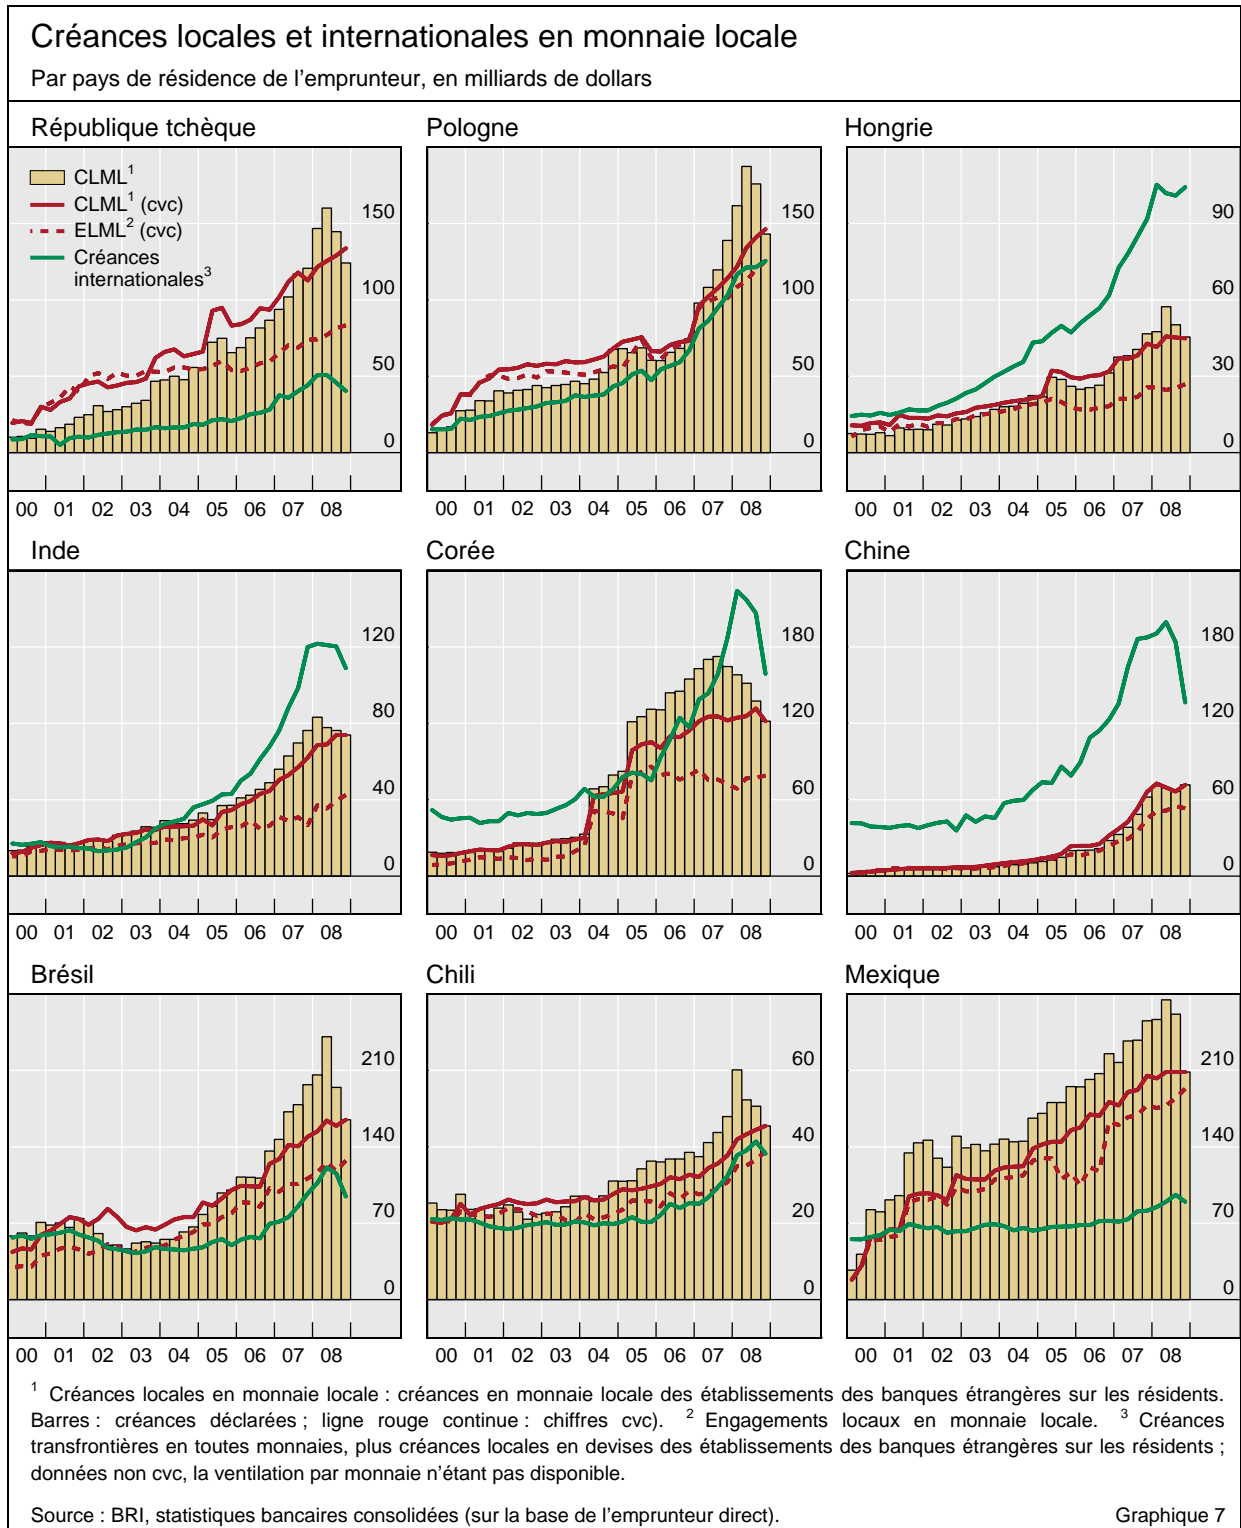 Créances locales et internationales en monnaie locale
Par pays de résidence de l'emprunteur, en milliards de dollars
République tchèque
CLML¹
CLML¹ (cvc)
ELML² (cvc)
Créances
internationales³
150
100
50
0
00 01 02 03 04 05 06 07 08
Pologne
150
100
50
0
00 01 02 03 04 05 06 07 08
Hongrie
90
60
30
0
00 01 02 03 04 05 06 07 08
Inde
120
80
40
0
00 01 02 03 04 05 06 07 08
Corée
180
120
60
0
00 01 02 03 04 05 06 07 08
Chine
180
120
60
0
00 01 02 03 04 05 06 07 08
Brésil
210
140
70
0
00 01 02 03 04 05 06 07 08
Chili
60
40
20
0
00 01 02 03 04 05 06 07 08
Mexique
210
140
70
0
00 01 02 03 04 05 06 07 08
¹ Créances locales en monnaie locale : créances en monnaie locale des établissements des banques étrangères sur les résidents.
Barres : créances déclarées ; ligne rouge continue : chiffres cvc). ² Engagements locaux en monnaie locale. ³ Créances
transfrontières en toutes monnaies, plus créances locales en devises des établissements des banques étrangères sur les résidents ;
données non cvc, la ventilation par monnaie n'étant pas disponible.
Source : BRI, statistiques bancaires consolidées (sur la base de l'emprunteur direct).
Graphique 7